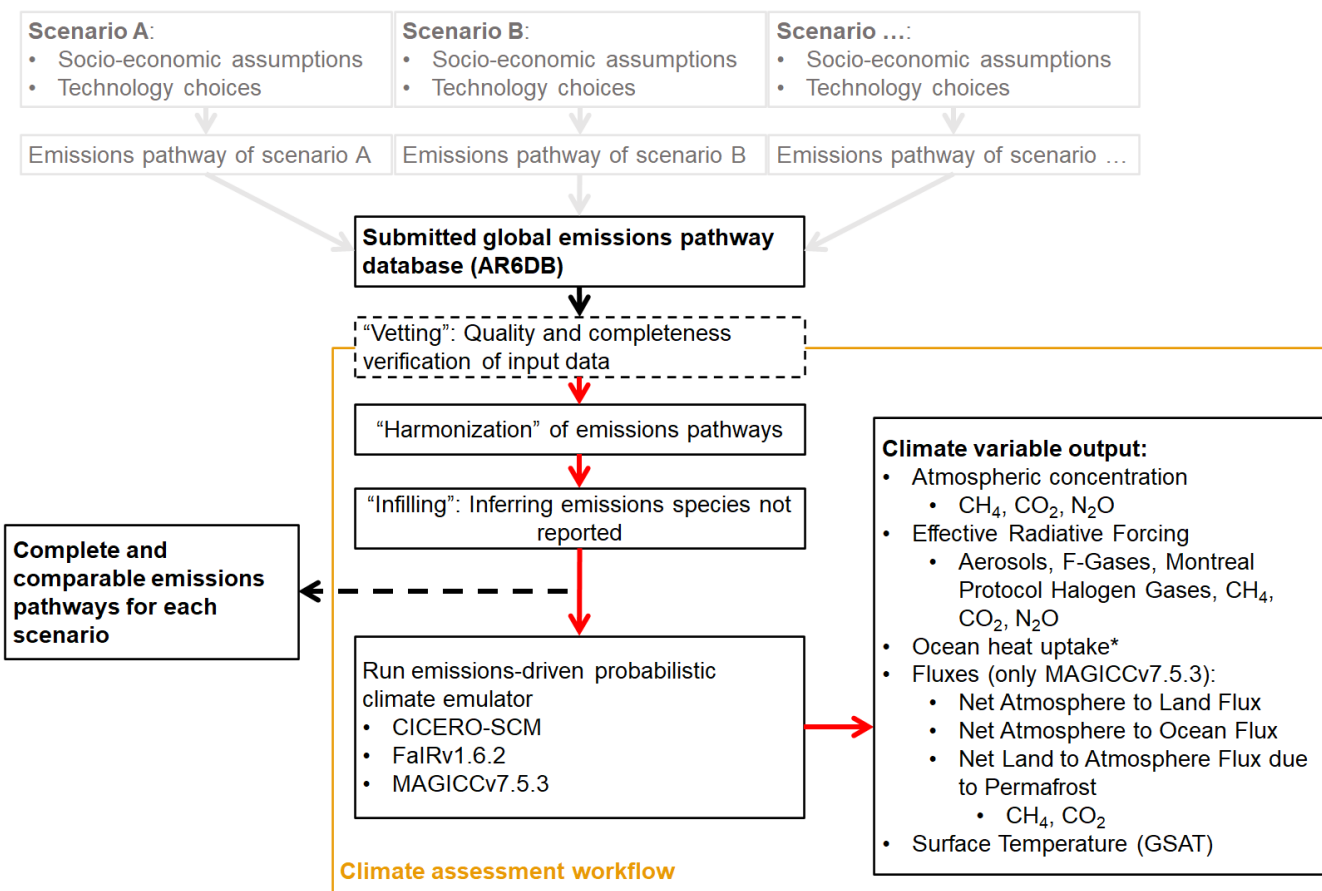 Scenario A:
• Socio-economic assumptions
• Technology choices
Scenario B:
• Socio-economic assumptions
• Technology choices
Scenario …:
• Socio-economic assumptions
• Technology choices
Emissions pathway of scenario A
Emissions pathway of scenario B
Emissions pathway of scenario …
Submitted global emissions pathway
database (AR6DB)
“Vetting”: Quality and completeness
verification of input data
“Harmonization” of emissions pathways
“Infilling”: Inferring emissions species not
reported
Complete and
comparable emissions
pathways for each
scenario
Run emissions-driven probabilistic
climate emulator
• CICERO-SCM
• FaIRv1.6.2
• MAGICCv7.5.3
Climate variable output:
• Atmospheric concentration
• CH₄, CO₂, N₂O
• Effective Radiative Forcing
• Aerosols, F-Gases, Montreal
Protocol Halogen Gases, CH₄,
CO₂, N₂O
• Ocean heat uptake*
• Fluxes (only MAGICCv7.5.3):
• Net Atmosphere to Land Flux
• Net Atmosphere to Ocean Flux
• Net Land to Atmosphere Flux due
to Permafrost
• CH₄, CO₂
• Surface Temperature (GSAT)
Climate assessment workflow